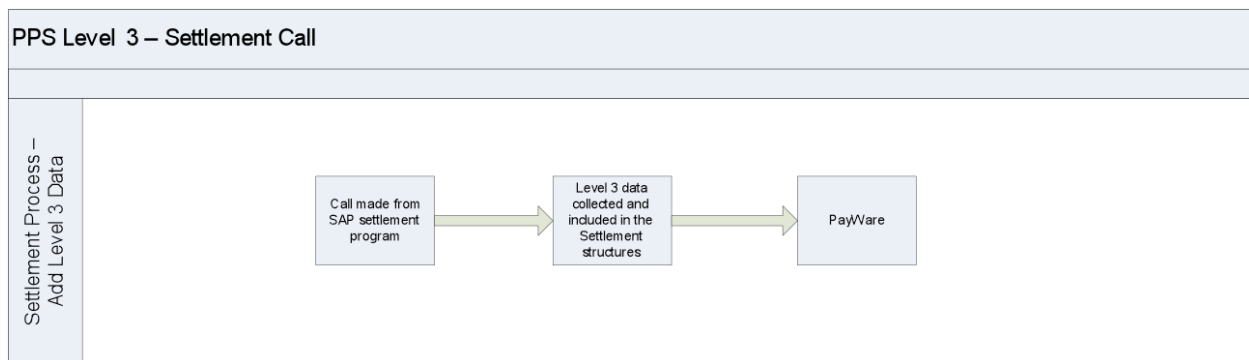 PPS Level 3 – Settlement Call
Settlement Process –
Add Level 3 Data
Call made from
SAP settlement
program
Level 3 data
collected and
included in the
Settlement
structures
PayWare